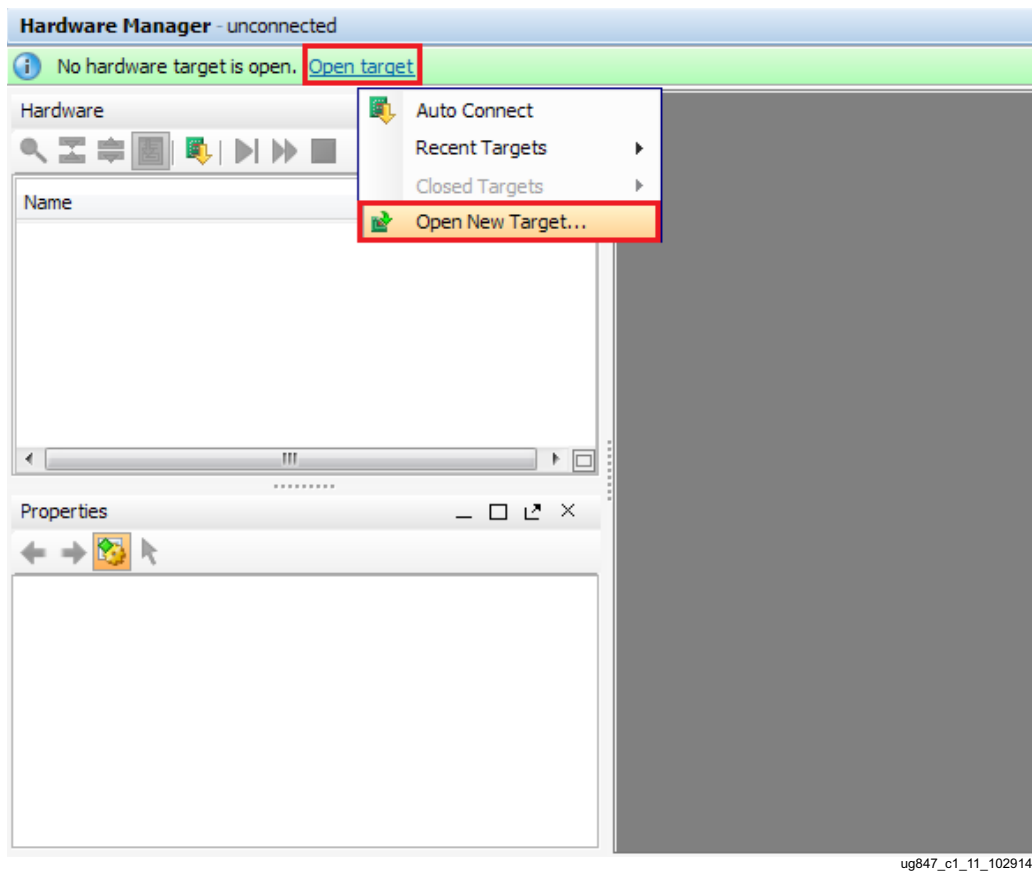 Hardware Manager - unconnected
No hardware target is open. Open target
Hardware
Auto Connect
Recent Targets
Closed Targets
Name
Open New Target...
Properties
ug847_c1_11_102914